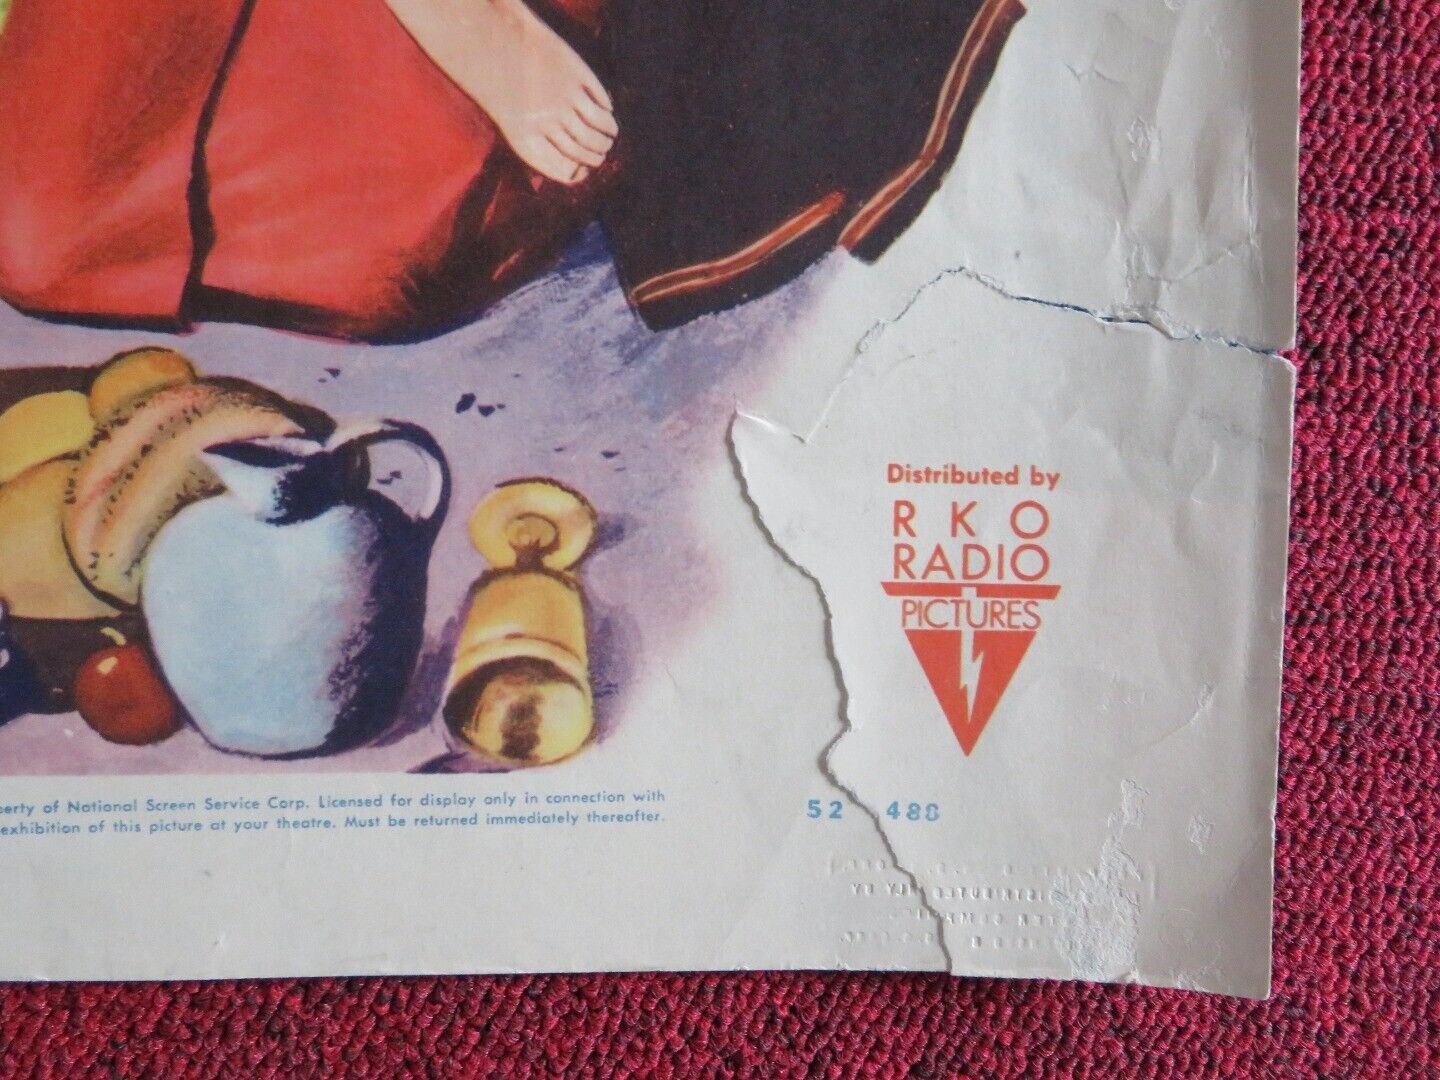 Distributed by
R K O
RADIO
PICTURES
erty of National Screen Service Corp. Licensed for display only in connection with
exhibition of this picture at your theatre. Must be returned immediately thereafter.
52 488